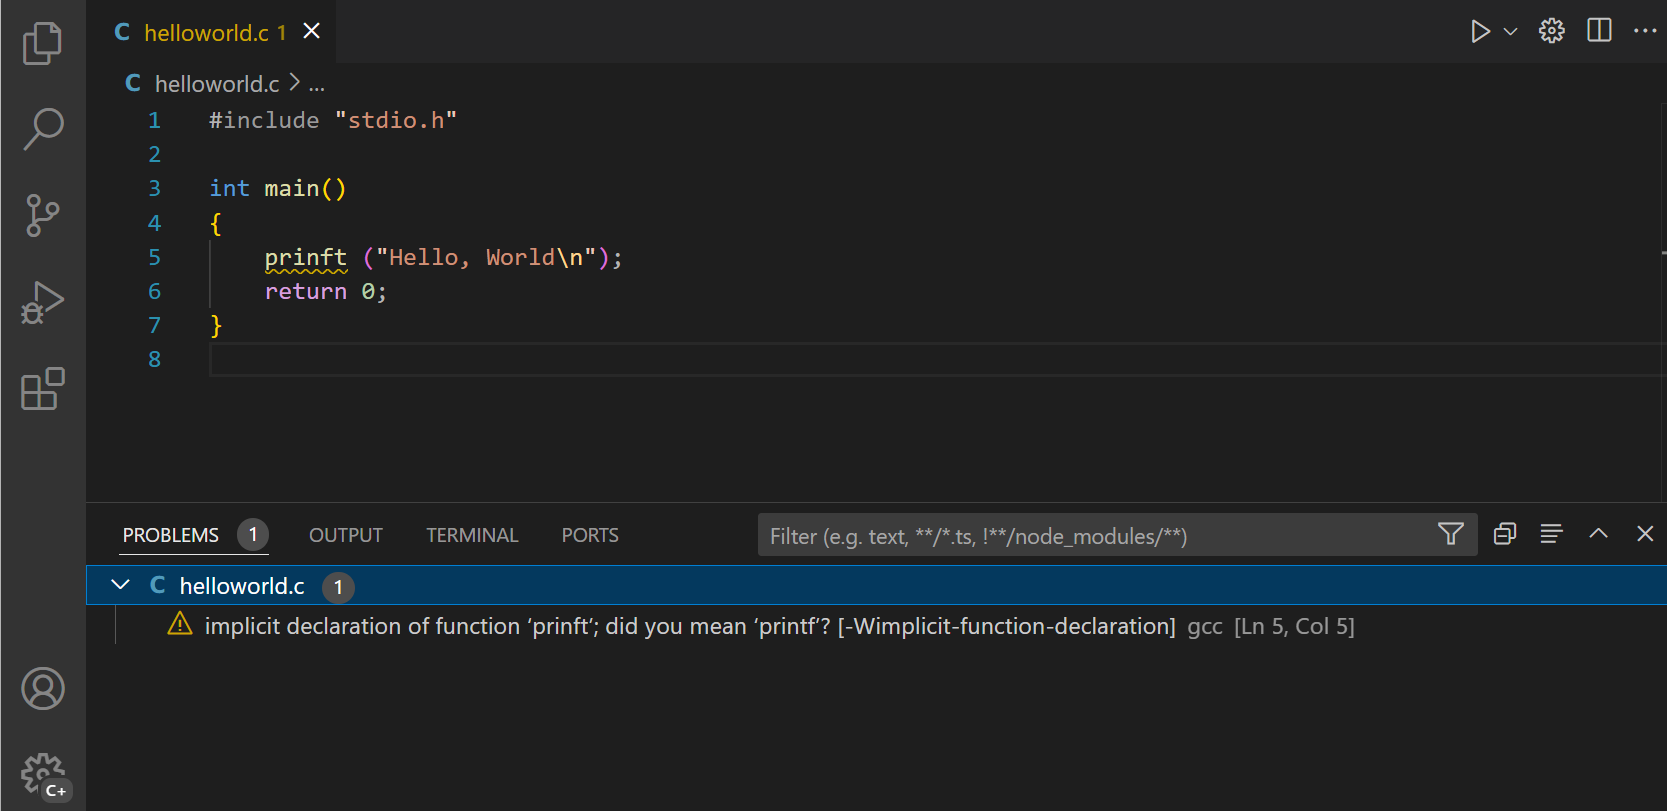 C helloworld.c 1
C helloworld.c > ...
1 #include "stdio.h"
2
3 int main()
4 {
5     prinft ("Hello, World\n");
6     return 0;
7 }
8
PROBLEMS 1 OUTPUT TERMINAL PORTS Filter (e.g. text, **/*.ts, !**/node_modules/**)
C helloworld.c 1
implicit declaration of function ‘prinft’; did you mean ‘printf’? [-Wimplicit-function-declaration] gcc [Ln 5, Col 5]
C+